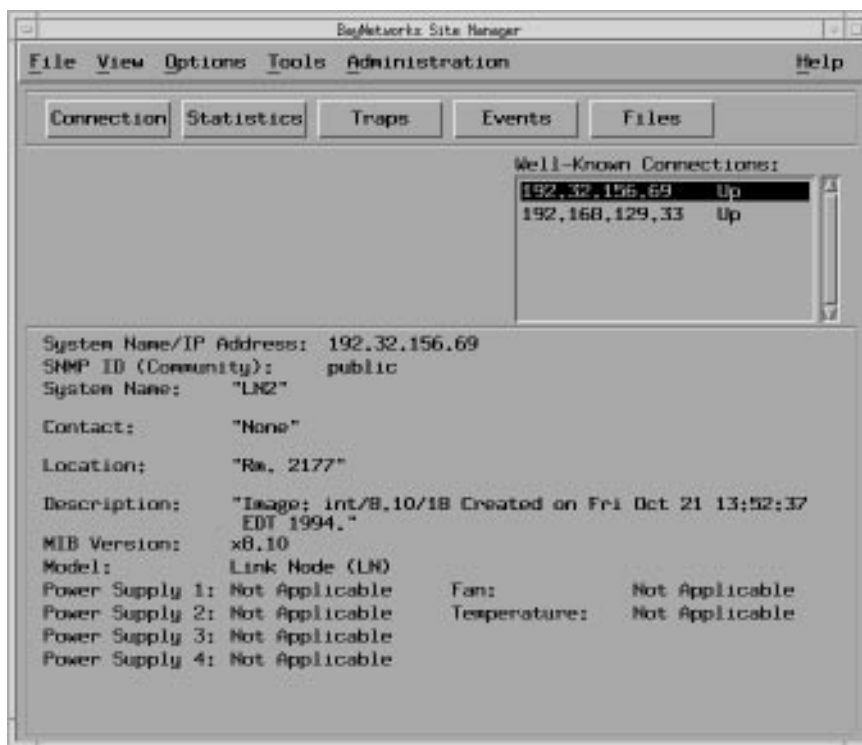 BayNetworks Site Manager
File View Options Tools Administration Help
Connection Statistics Traps Events Files
Well-Known Connections:
192.32.156.69 Up
192.168.129.33 Up
System Name/IP Address: 192.32.156.69
SNMP ID (Community): public
System Name: "LN2"
Contact: "None"
Location: "Rm. 2177"
Description: "Image: int/8.10/18 Created on Fri Oct 21 13:52:37
EDT 1994."
MIB Version: x8.10
Model: Link Node (LN)
Power Supply 1: Not Applicable Fan: Not Applicable
Power Supply 2: Not Applicable Temperature: Not Applicable
Power Supply 3: Not Applicable
Power Supply 4: Not Applicable